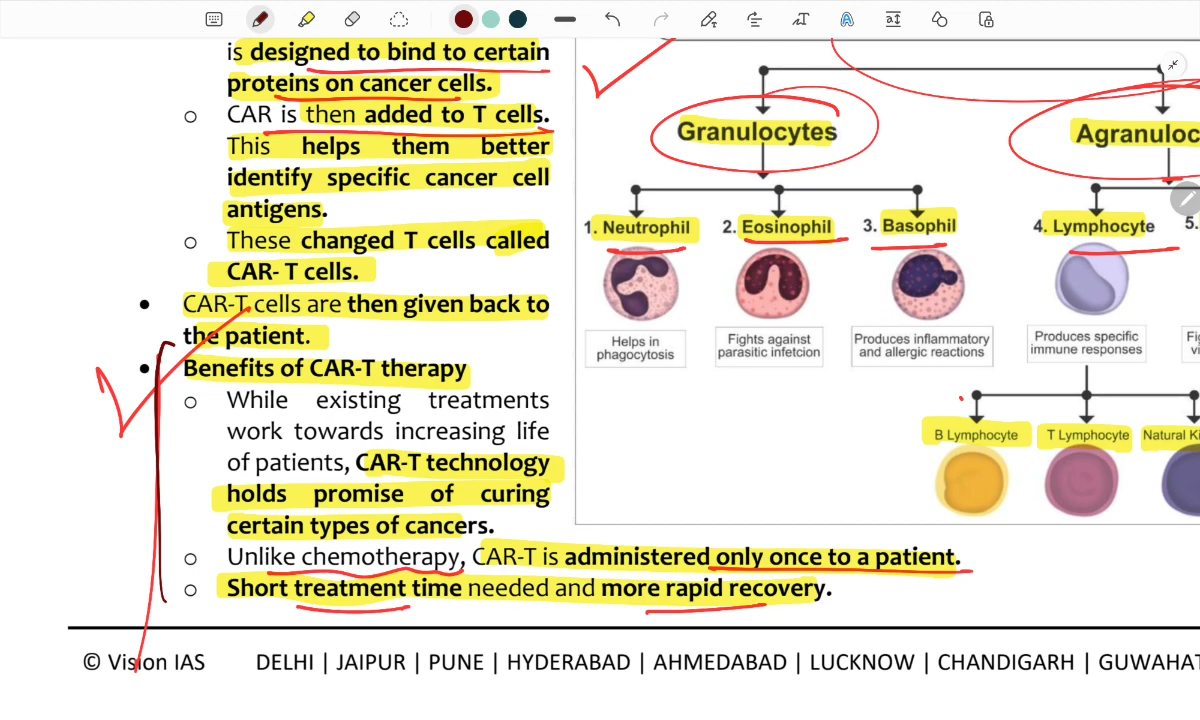 is designed to bind to certain
proteins on cancer cells.
o CAR is then added to T cells.
This helps them better
identify specific cancer cell
antigens.
o These changed T cells called
CAR- T cells.
• CAR-T cells are then given back to
the patient.
• Benefits of CAR-T therapy
o While existing treatments
work towards increasing life
of patients, CAR-T technology
holds promise of curing
certain types of cancers.
o Unlike chemotherapy, CAR-T is administered only once to a patient.
o Short treatment time needed and more rapid recovery.
Granulocytes
Agranuloc
1. Neutrophil
2. Eosinophil
3. Basophil
4. Lymphocyte
5.
Helps in
phagocytosis
Fights against
parasitic infetcion
Produces inflammatory
and allergic reactions
Produces specific
immune responses
Fig
vi
B Lymphocyte
T Lymphocyte
Natural Ki
© Vision IAS
DELHI | JAIPUR | PUNE | HYDERABAD | AHMEDABAD | LUCKNOW | CHANDIGARH | GUWAHAT